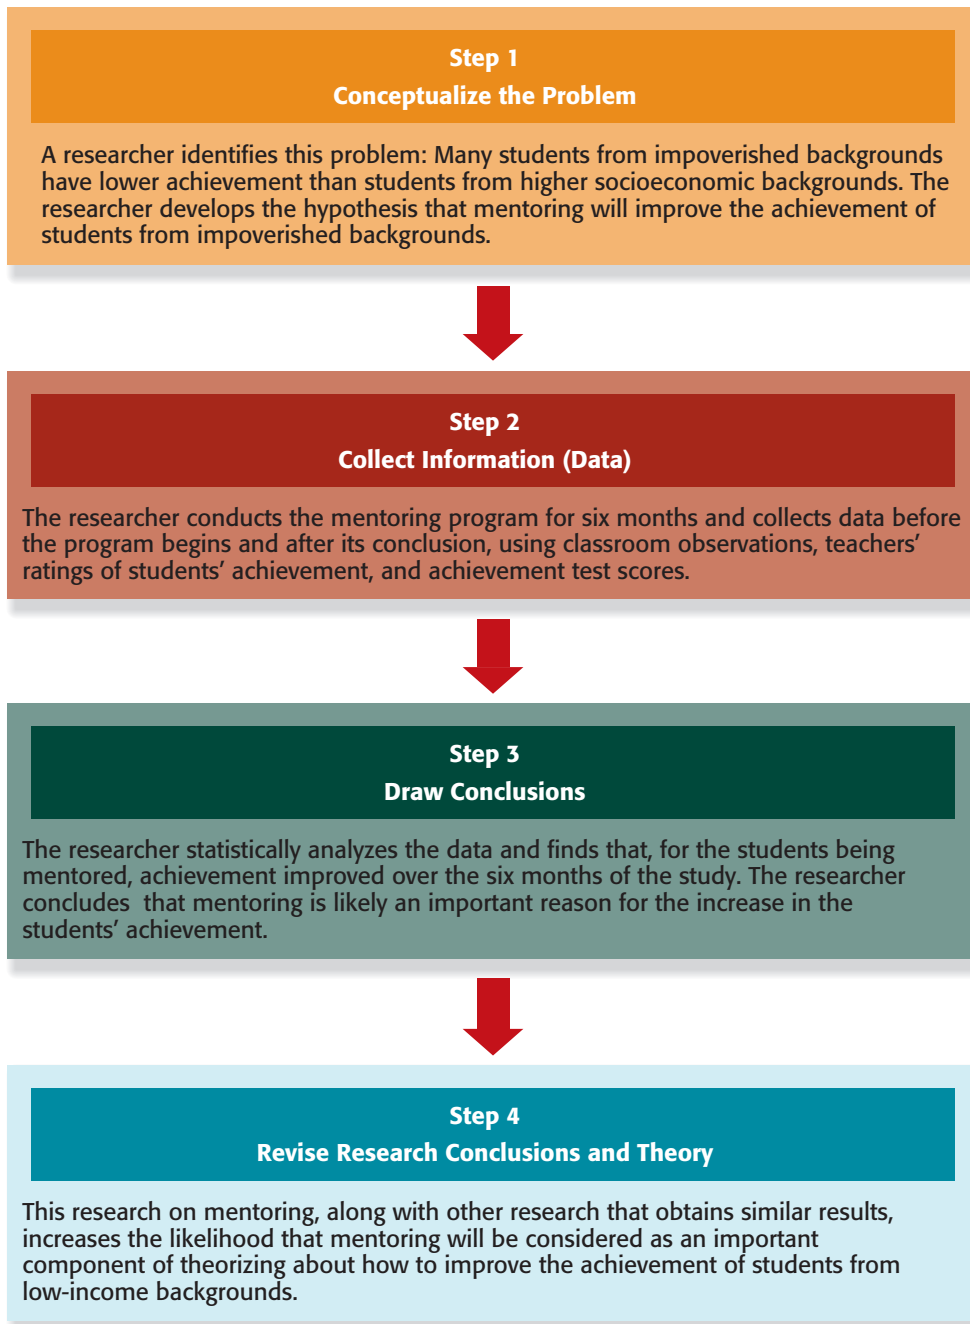 Step 1
Conceptualize the Problem
A researcher identifies this problem: Many students from impoverished backgrounds
have lower achievement than students from higher socioeconomic backgrounds. The
researcher develops the hypothesis that mentoring will improve the achievement of
students from impoverished backgrounds.
Step 2
Collect Information (Data)
The researcher conducts the mentoring program for six months and collects data before
the program begins and after its conclusion, using classroom observations, teachers’
ratings of students’ achievement, and achievement test scores.
Step 3
Draw Conclusions
The researcher statistically analyzes the data and finds that, for the students being
mentored, achievement improved over the six months of the study. The researcher
concludes that mentoring is likely an important reason for the increase in the
students’ achievement.
Step 4
Revise Research Conclusions and Theory
This research on mentoring, along with other research that obtains similar results,
increases the likelihood that mentoring will be considered as an important
component of theorizing about how to improve the achievement of students from
low-income backgrounds.